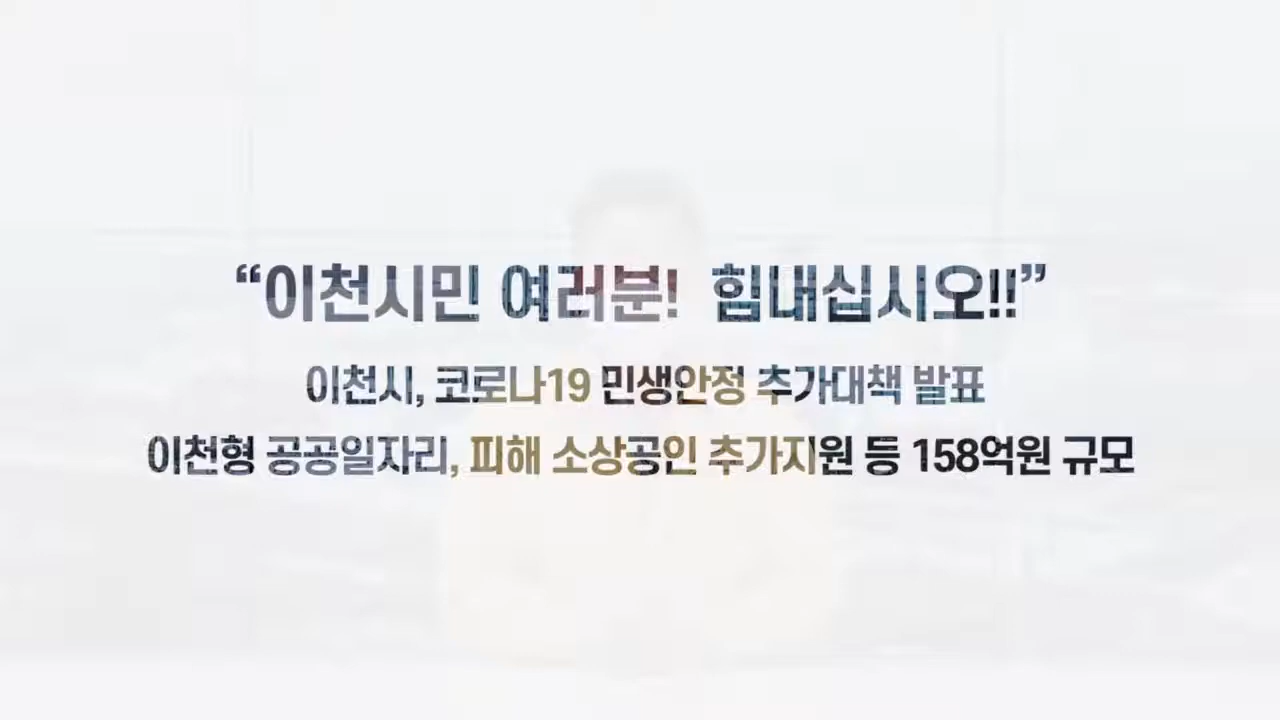 “이천시민 여러분! 힘내십시오!!”
이천시, 코로나19 민생안정 추가대책 발표
이천형 공공일자리, 피해 소상공인 추가지원 등 158억원 규모